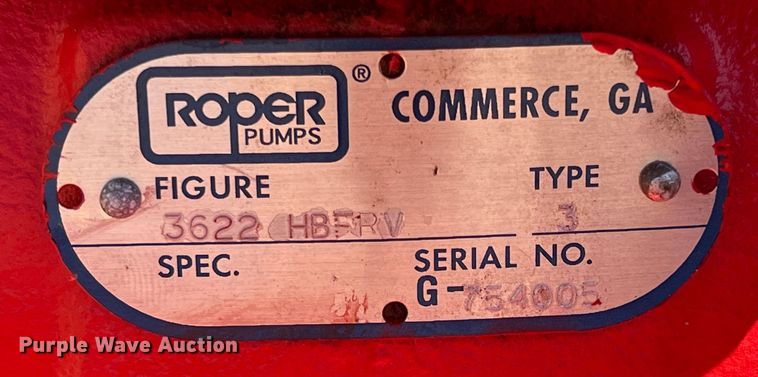 ROPER® COMMERCE, GA
PUMPS
FIGURE TYPE
3622 HBFRV 3
SPEC. SERIAL NO.
G-754005
Purple Wave Auction